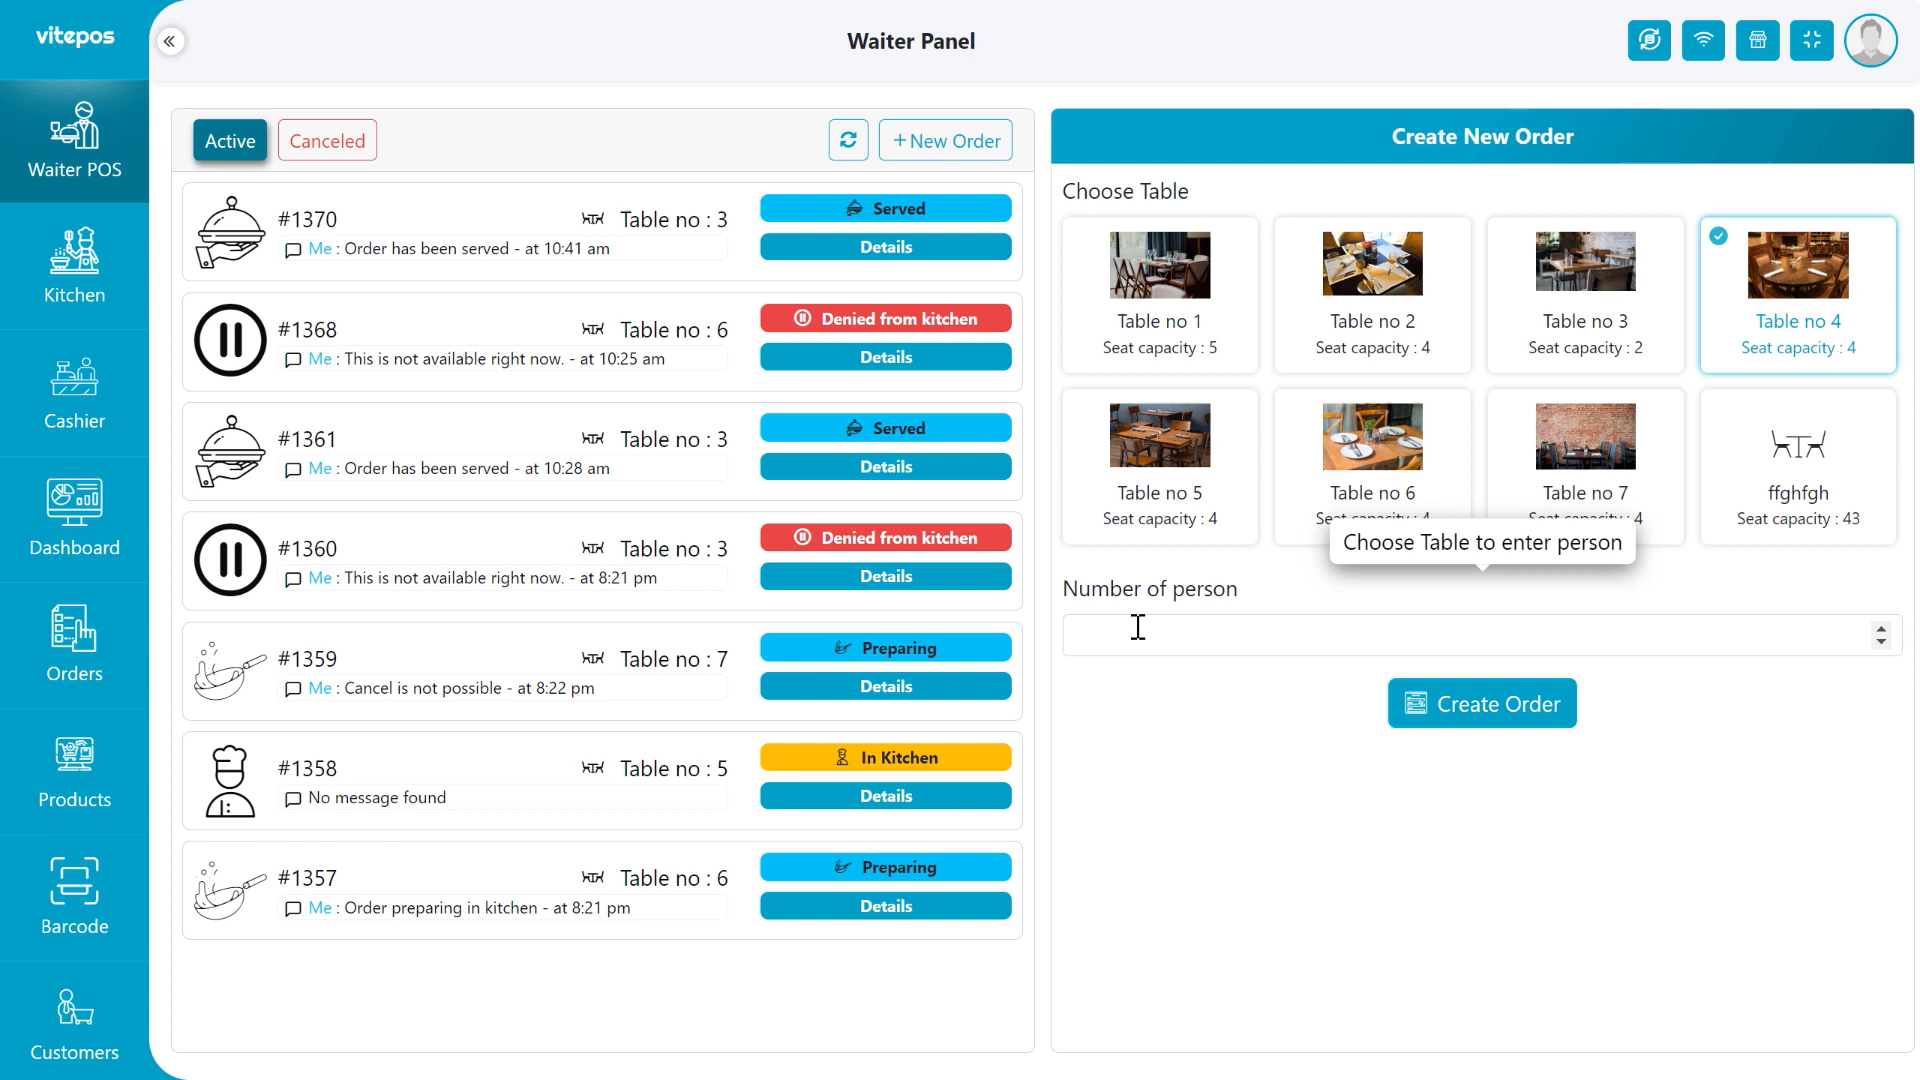 vitepos
Waiter POS
Kitchen
Cashier
Dashboard
Orders
Products
Barcode
Customers
Waiter Panel
Active
Canceled
+ New Order
#1370
Table no : 3
Me : Order has been served - at 10:41 am
Served
Details
#1368
Table no : 6
Me : This is not available right now. - at 10:25 am
Denied from kitchen
Details
#1361
Table no : 3
Me : Order has been served - at 10:28 am
Served
Details
#1360
Table no : 3
Me : This is not available right now. - at 8:21 pm
Denied from kitchen
Details
#1359
Table no : 7
Me : Cancel is not possible - at 8:22 pm
Preparing
Details
#1358
Table no : 5
No message found
In Kitchen
Details
#1357
Table no : 6
Me : Order preparing in kitchen - at 8:21 pm
Preparing
Details
Create New Order
Choose Table
Table no 1
Seat capacity : 5
Table no 2
Seat capacity : 4
Table no 3
Seat capacity : 2
Table no 4
Seat capacity : 4
Table no 5
Seat capacity : 4
Table no 6
Seat capacity : 4
Table no 7
Seat capacity : 4
ffghfgh
Seat capacity : 43
Choose Table to enter person
Number of person
Create Order